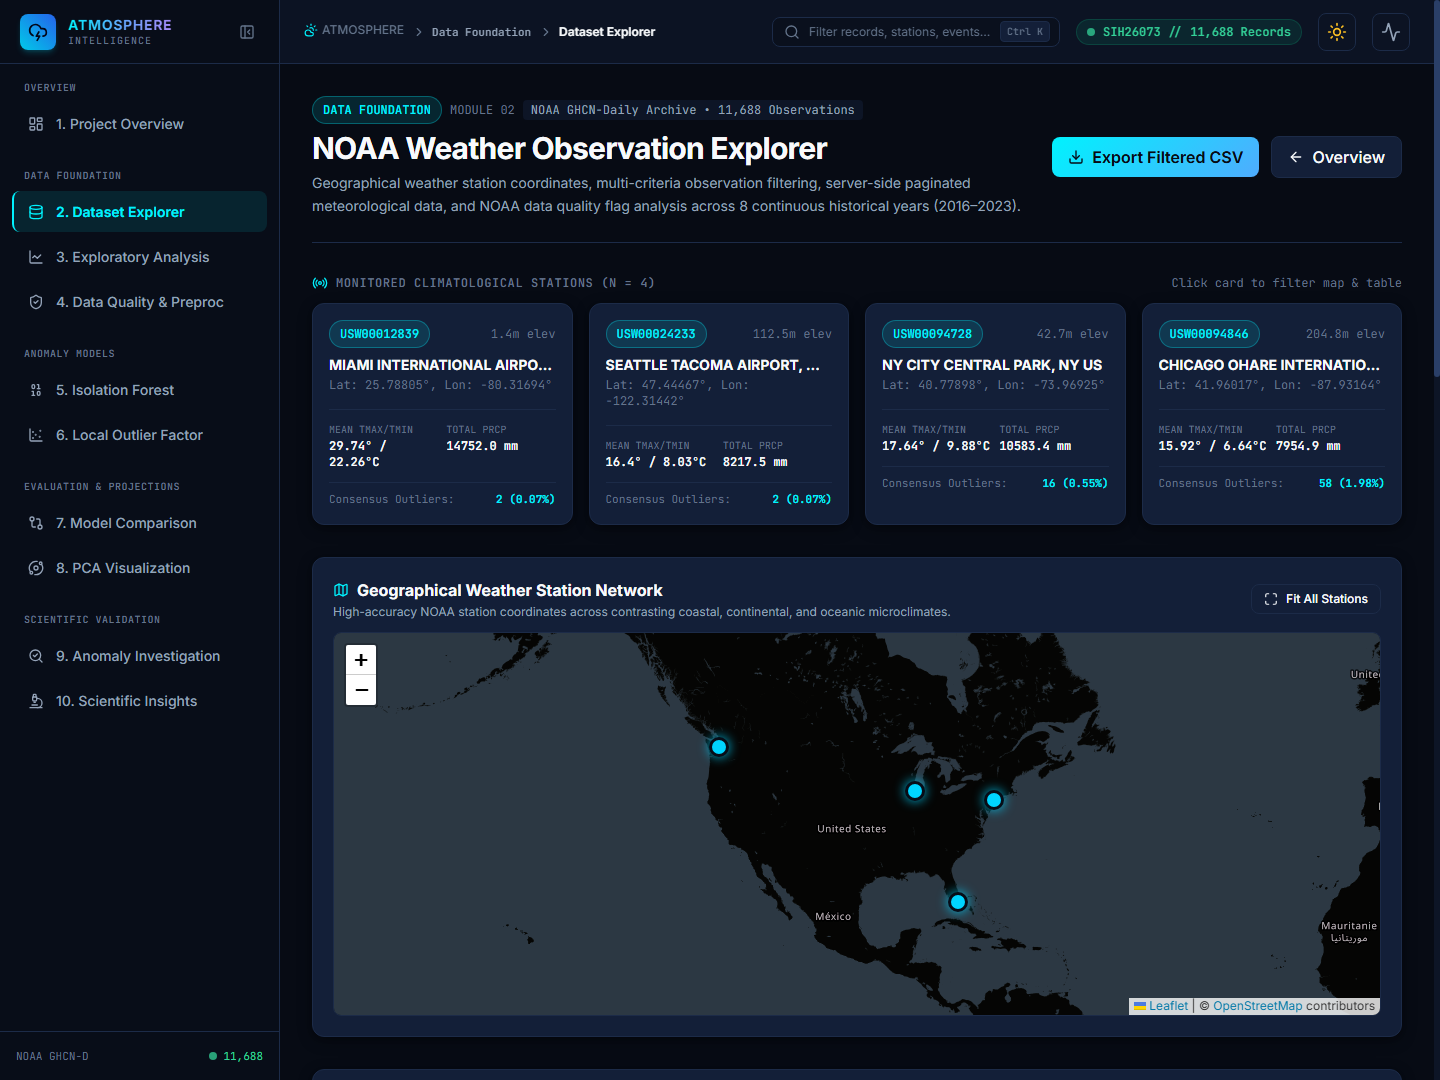 ATMOSPHERE
INTELLIGENCE
OVERVIEW
1. Project Overview
DATA FOUNDATION
2. Dataset Explorer
3. Exploratory Analysis
4. Data Quality & Preproc
ANOMALY MODELS
5. Isolation Forest
6. Local Outlier Factor
EVALUATION & PROJECTIONS
7. Model Comparison
8. PCA Visualization
SCIENTIFIC VALIDATION
9. Anomaly Investigation
10. Scientific Insights
NOAA GHCN-D 11,688
ATMOSPHERE > Data Foundation > Dataset Explorer
Filter records, stations, events... Ctrl K
SIH26073 // 11,688 Records
DATA FOUNDATION MODULE 02 NOAA GHCN-Daily Archive • 11,688 Observations
NOAA Weather Observation Explorer
Geographical weather station coordinates, multi-criteria observation filtering, server-side paginated
meteorological data, and NOAA data quality flag analysis across 8 continuous historical years (2016–2023).
Export Filtered CSV
Overview
MONITORED CLIMATOLOGICAL STATIONS (N = 4)
Click card to filter map & table
USW00012839 1.4m elev
MIAMI INTERNATIONAL AIRPO...
Lat: 25.78805°, Lon: -80.31694°
MEAN TMAX/TMIN TOTAL PRCP
29.74° / 14752.0 mm
22.26°C
Consensus Outliers: 2 (0.07%)
USW00024233 112.5m elev
SEATTLE TACOMA AIRPORT, ...
Lat: 47.44467°, Lon:
-122.31442°
MEAN TMAX/TMIN TOTAL PRCP
16.4° / 8.03°C 8217.5 mm
Consensus Outliers: 2 (0.07%)
USW00094728 42.7m elev
NY CITY CENTRAL PARK, NY US
Lat: 40.77898°, Lon: -73.96925°
MEAN TMAX/TMIN TOTAL PRCP
17.64° / 9.88°C 10583.4 mm
Consensus Outliers: 16 (0.55%)
USW00094846 204.8m elev
CHICAGO OHARE INTERNATIO...
Lat: 41.96017°, Lon: -87.93164°
MEAN TMAX/TMIN TOTAL PRCP
15.92° / 6.64°C 7954.9 mm
Consensus Outliers: 58 (1.98%)
Geographical Weather Station Network
High-accuracy NOAA station coordinates across contrasting coastal, continental, and oceanic microclimates.
Fit All Stations
+
−
Unite
United States
México
Mauritanie
موريتانيا
Leaflet | © OpenStreetMap contributors